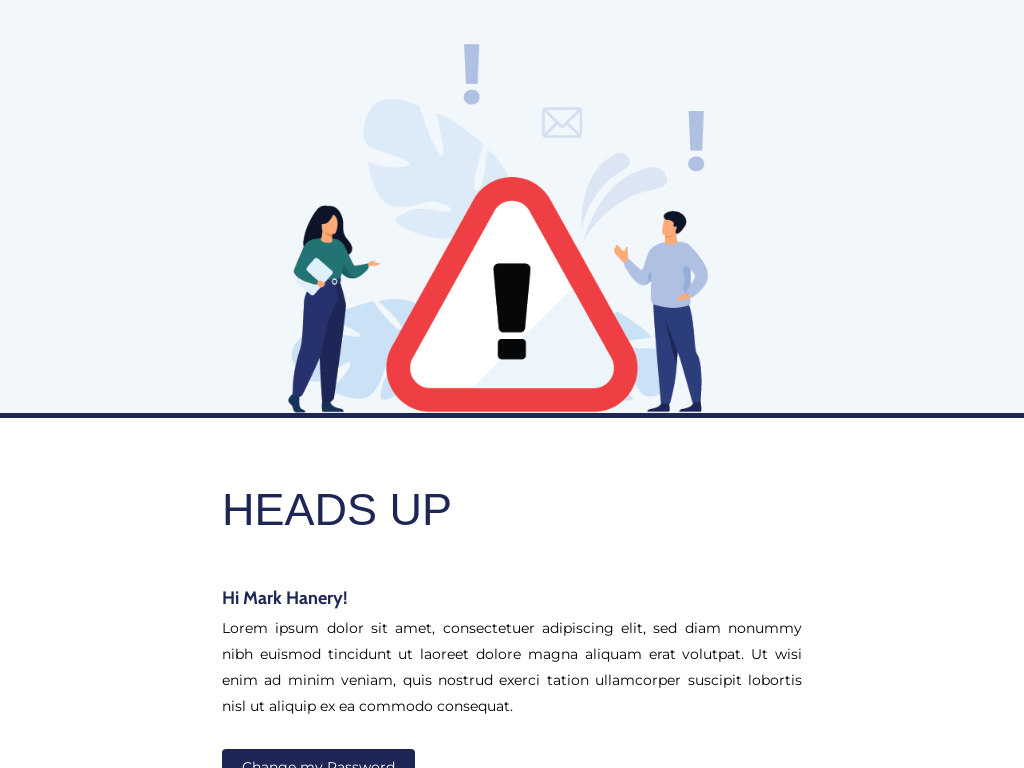 HEADS UP
Hi Mark Hanery!
Lorem ipsum dolor sit amet, consectetuer adipiscing elit, sed diam nonummy
nibh euismod tincidunt ut laoreet dolore magna aliquam erat volutpat. Ut wisi
enim ad minim veniam, quis nostrud exerci tation ullamcorper suscipit lobortis
nisl ut aliquip ex ea commodo consequat.
Change my Password